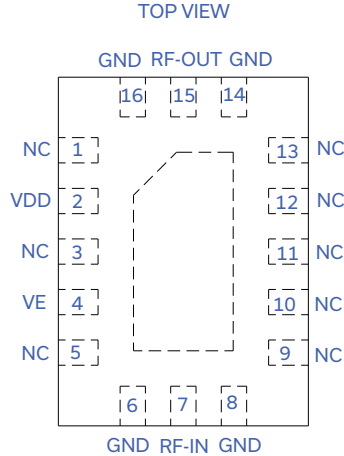 TOP VIEW
GND RF-OUT GND
16 15 14
NC 1 13 NC
VDD 2 12 NC
NC 3 11 NC
VE 4 10 NC
NC 5 9 NC
6 7 8
GND RF-IN GND